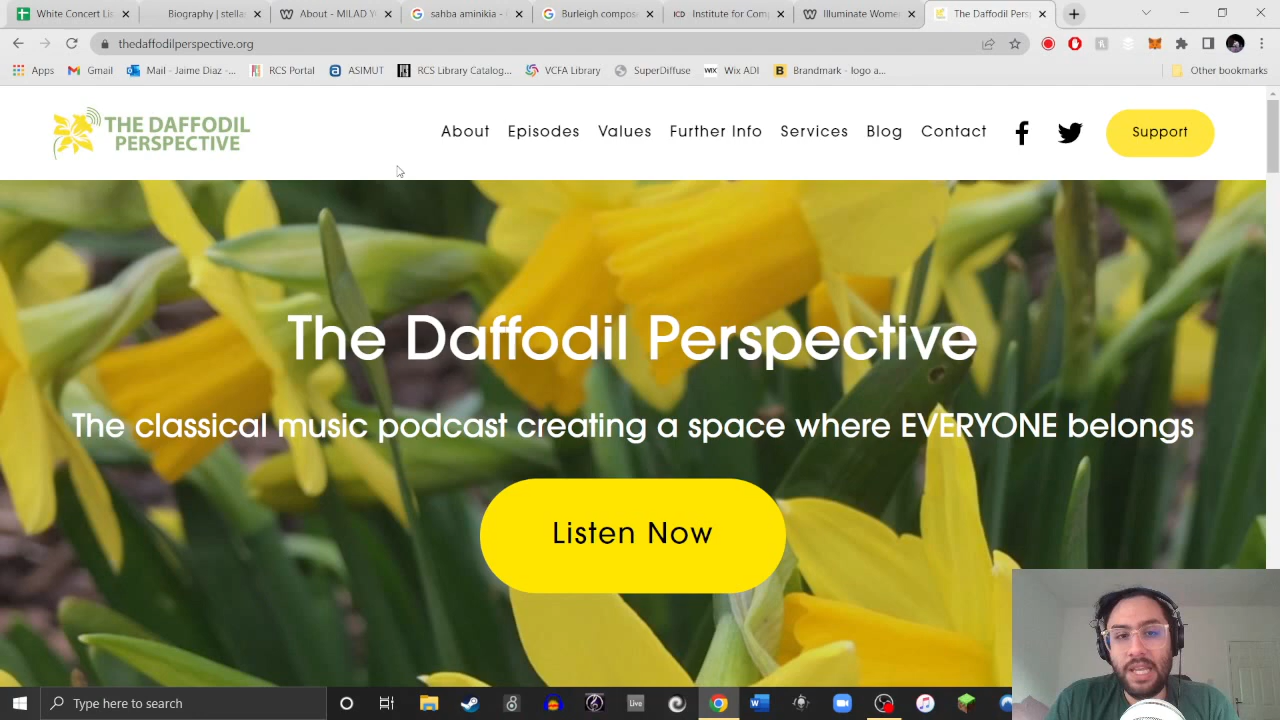 White Concert Lis
Biography | stella
About - MILAD Y
sahba aminikia -
Burleigh compos
Institute for Com
Illuminate Wome
The Daffodil Pers
thedaffodilperspective.org
Apps
Gmail
Mail - Jaime Diaz -...
RCS Portal
ASIMUT
RCS Library Catalog...
VCFA Library
SuperDiffuse
WIX
Wix ADI
Brandmark - logo a...
Other bookmarks
THE DAFFODIL
PERSPECTIVE
About
Episodes
Values
Further Info
Services
Blog
Contact
Support
The Daffodil Perspective
The classical music podcast creating a space where EVERYONE belongs
Listen Now
Type here to search
Live